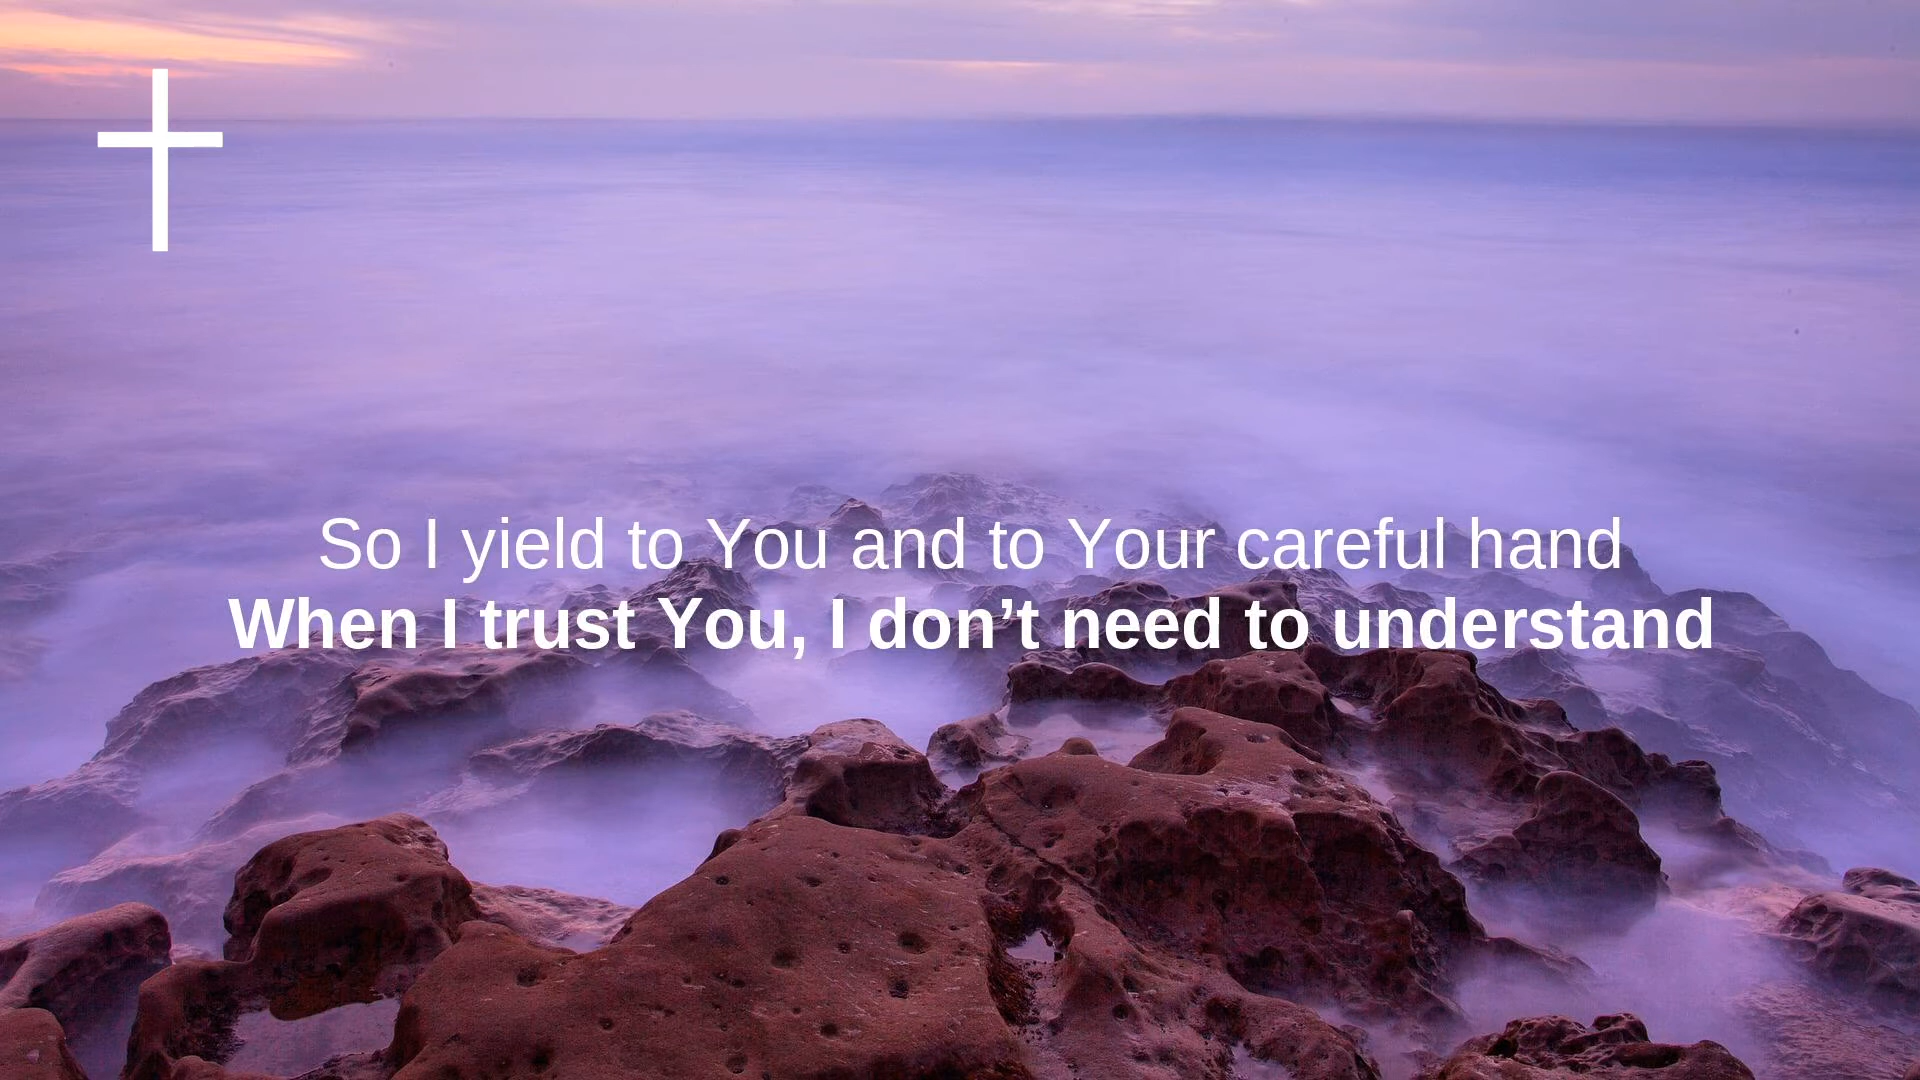 So I yield to You and to Your careful hand
When I trust You, I don’t need to understand